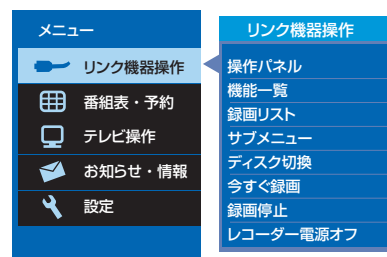 メニュー
リンク機器操作
番組表・予約
テレビ操作
お知らせ・情報
設定
リンク機器操作
操作パネル
機能一覧
録画リスト
サブメニュー
ディスク切換
今すぐ録画
録画停止
レコーダー電源オフ